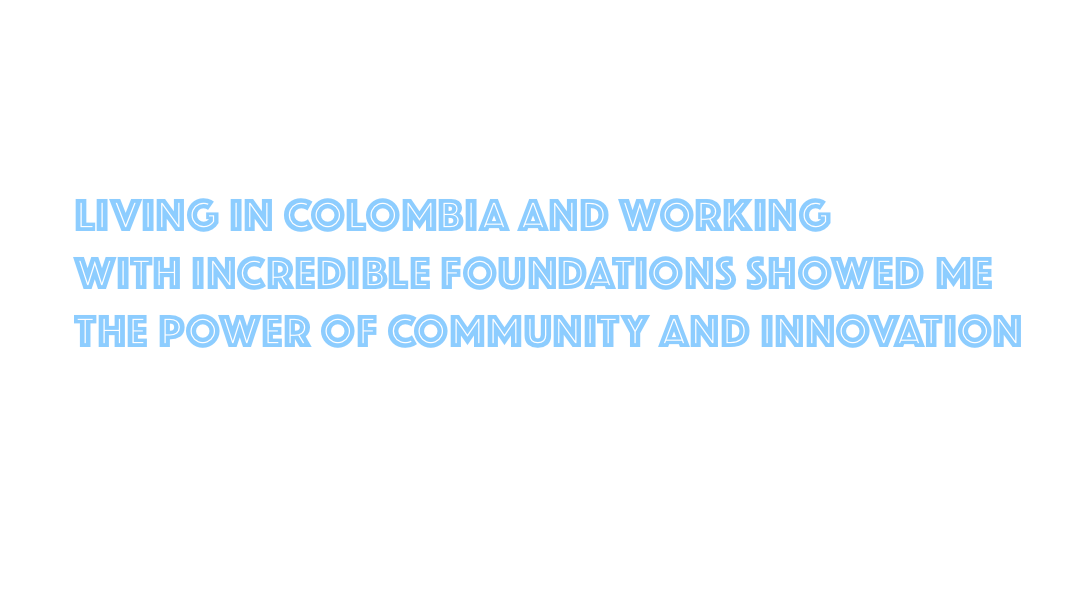 LIVING IN COLOMBIA AND WORKING
WITH INCREDIBLE FOUNDATIONS SHOWED ME
THE POWER OF COMMUNITY AND INNOVATION